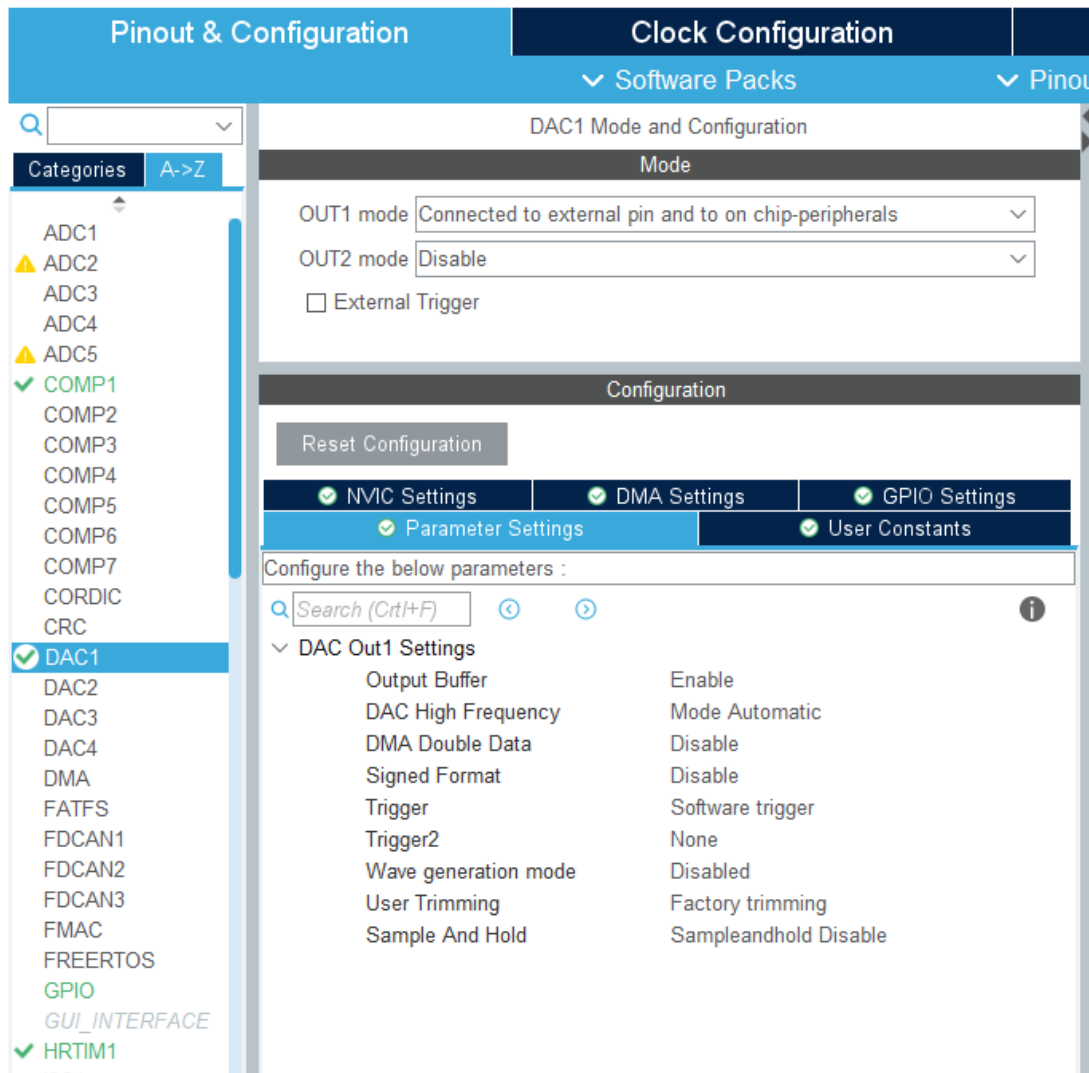 Pinout & Configuration
Clock Configuration
Software Packs
Pinou
DAC1 Mode and Configuration
Categories
A->Z
Mode
OUT1 mode Connected to external pin and to on chip-peripherals
OUT2 mode Disable
External Trigger
ADC1
ADC2
ADC3
ADC4
ADC5
COMP1
COMP2
COMP3
COMP4
COMP5
COMP6
COMP7
CORDIC
CRC
DAC1
DAC2
DAC3
DAC4
DMA
FATFS
FDCAN1
FDCAN2
FDCAN3
FMAC
FREERTOS
GPIO
GUI_INTERFACE
HRTIM1
Configuration
Reset Configuration
NVIC Settings
DMA Settings
GPIO Settings
Parameter Settings
User Constants
Configure the below parameters :
Search (Crtl+F)
DAC Out1 Settings
Output Buffer Enable
DAC High Frequency Mode Automatic
DMA Double Data Disable
Signed Format Disable
Trigger Software trigger
Trigger2 None
Wave generation mode Disabled
User Trimming Factory trimming
Sample And Hold Sampleandhold Disable